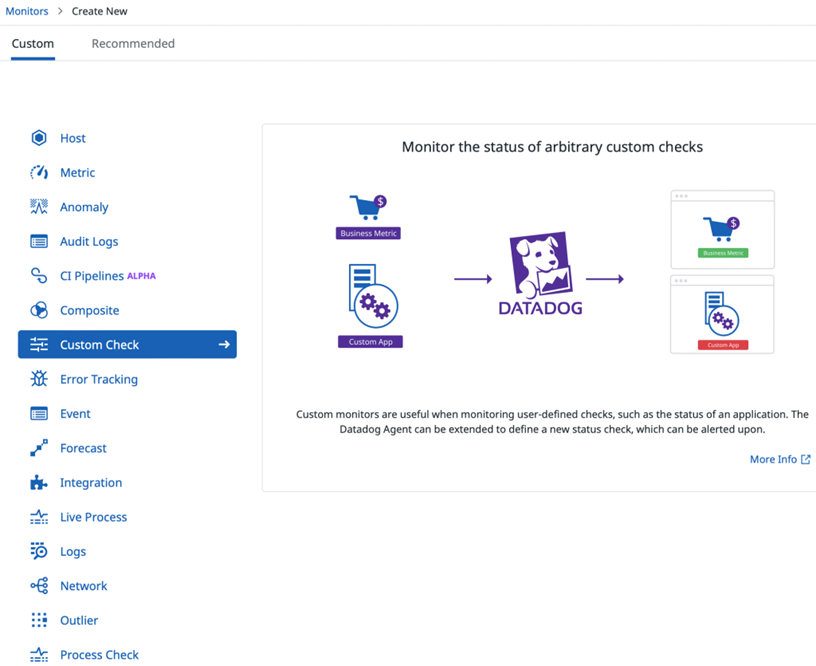 Monitors > Create New
Custom Recommended
Host
Metric
Anomaly
Audit Logs
CI Pipelines ALPHA
Composite
Custom Check
Error Tracking
Event
Forecast
Integration
Live Process
Logs
Network
Outlier
Process Check
Monitor the status of arbitrary custom checks
$
Business Metric
Custom App
DATADOG
$
Business Metric
Custom App
Custom monitors are useful when monitoring user-defined checks, such as the status of an application. The
Datadog Agent can be extended to define a new status check, which can be alerted upon.
More Info